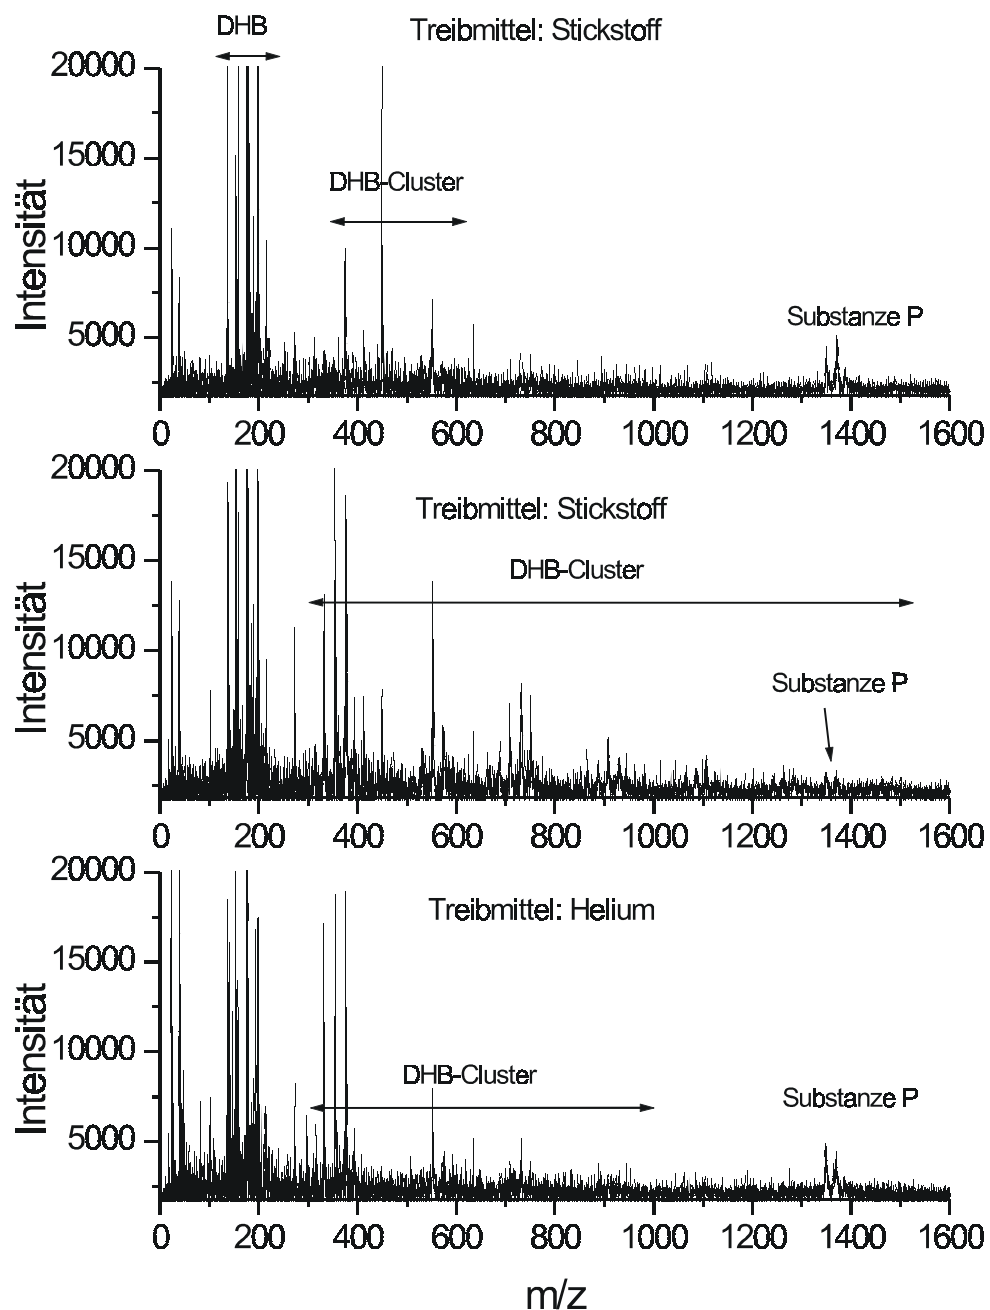 DHB
Treibmittel: Stickstoff
20000
15000
DHB-Cluster
Intensität
10000
Substanze P
5000
0 200 400 600 800 1000 1200 1400 1600
20000
Treibmittel: Stickstoff
15000
DHB-Cluster
Intensität
10000
Substanze P
5000
0 200 400 600 800 1000 1200 1400 1600
20000
Treibmittel: Helium
15000
Intensität
10000
DHB-Cluster
Substanze P
5000
0 200 400 600 800 1000 1200 1400 1600
m/z